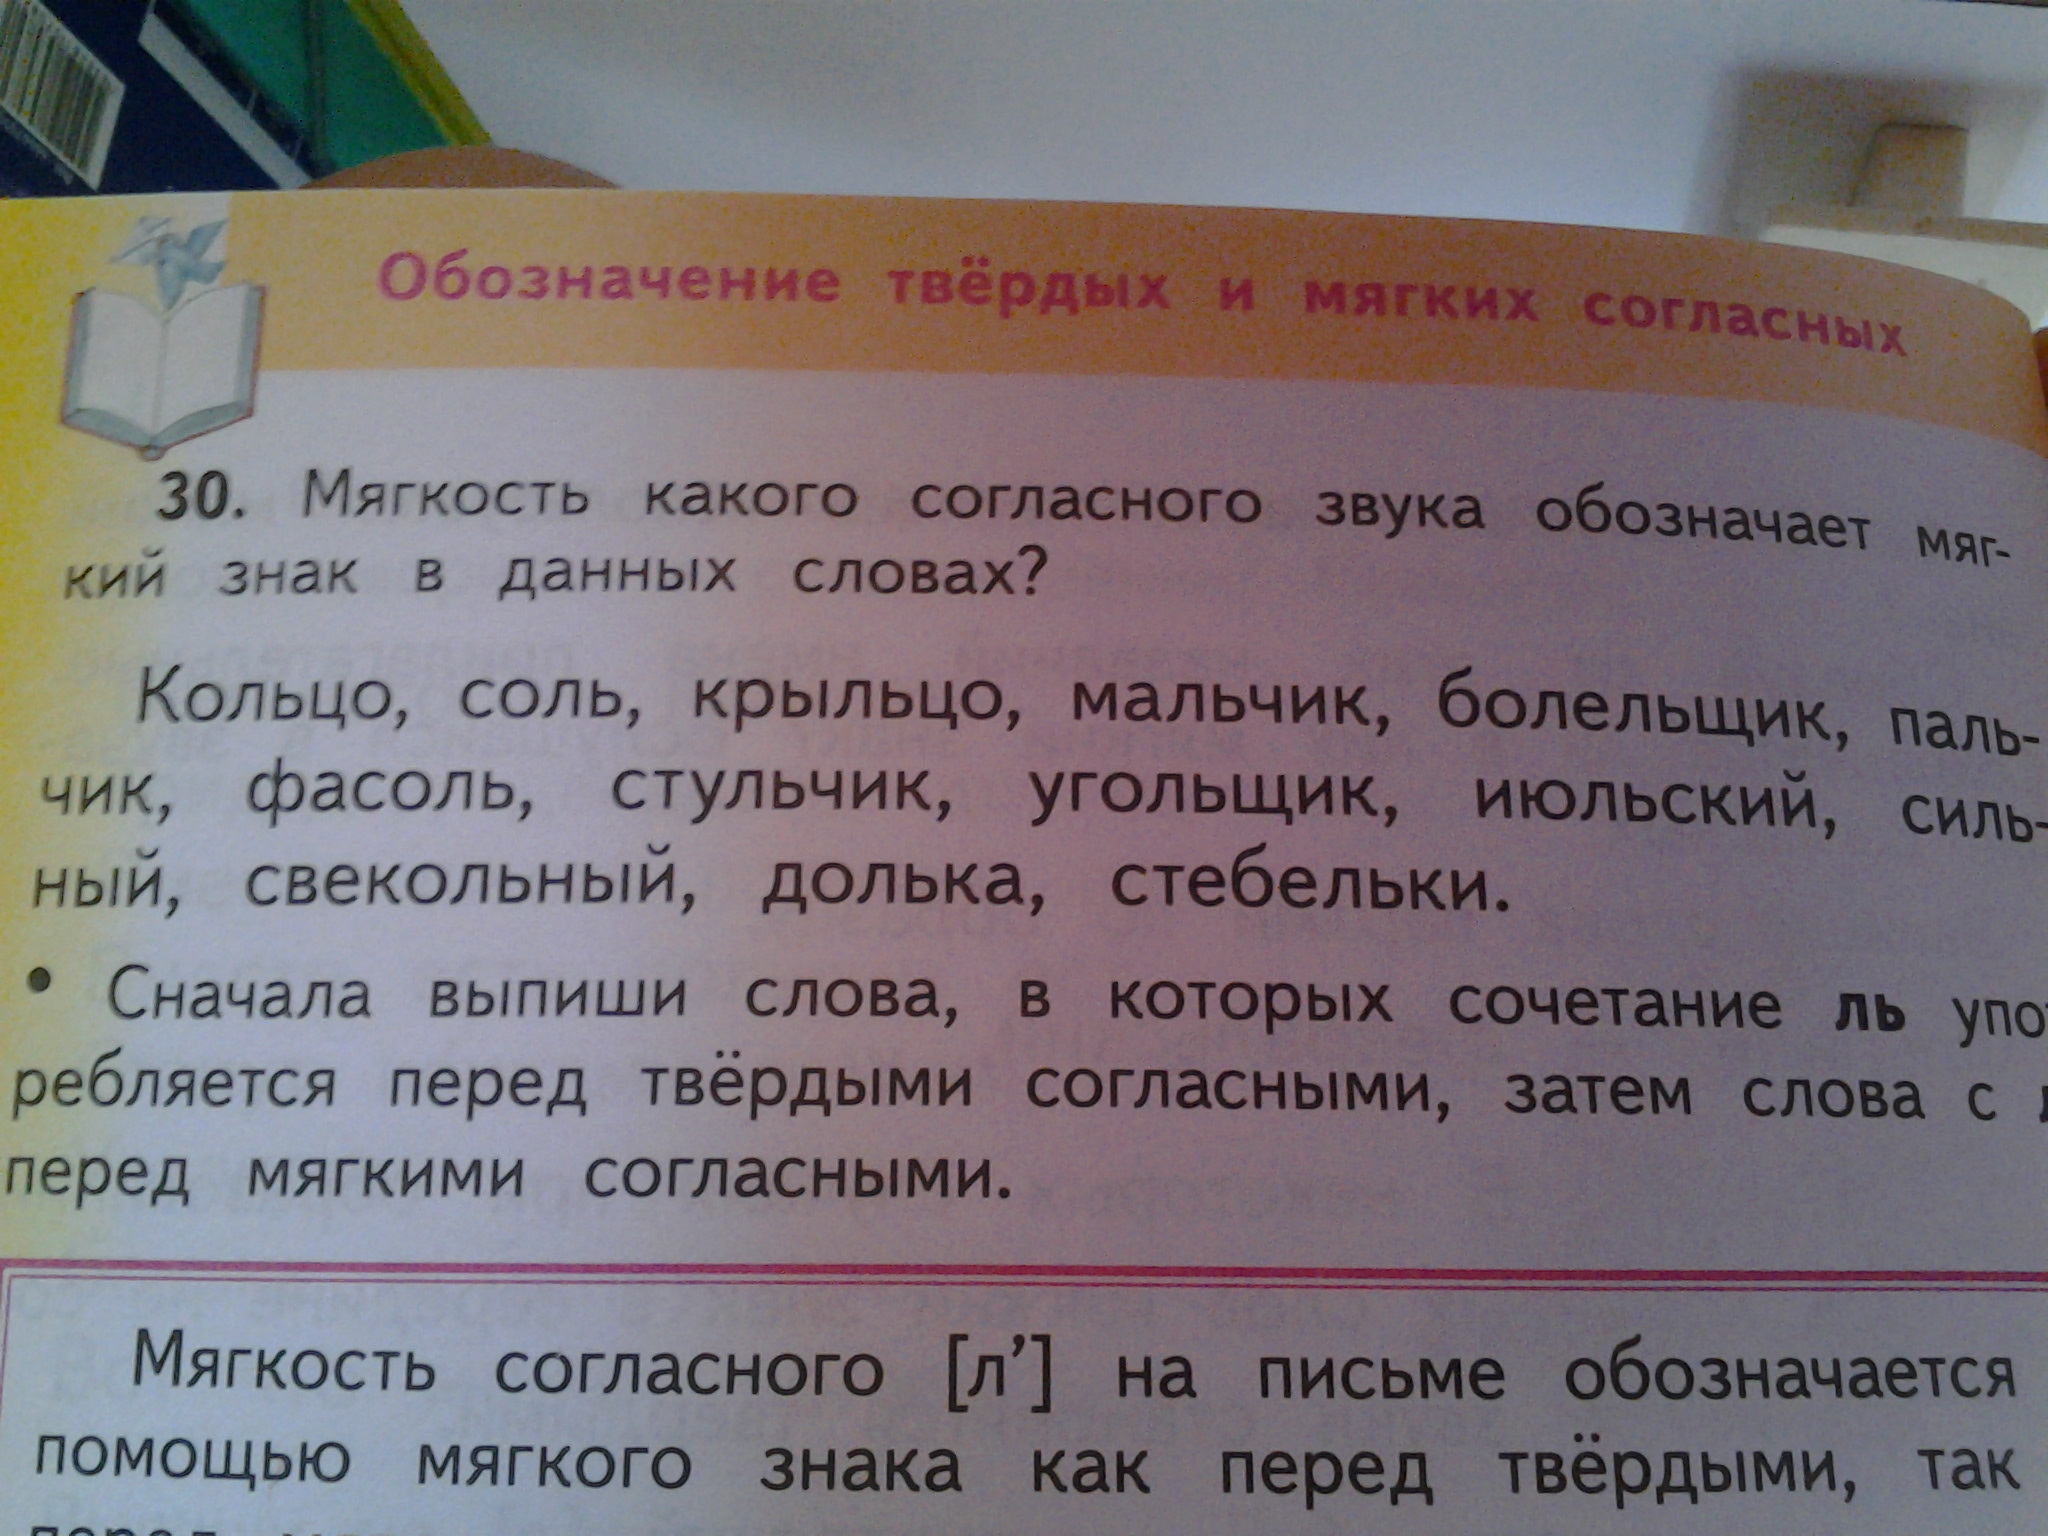 Обозначение твёрдых и мягких согласных
30. Мягкость какого согласного звука обозначает мяг-
кий знак в данных словах?
Кольцо, соль, крыльцо, мальчик, болельщик, паль-
чик, фасоль, стульчик, угольщик, июльский, силь-
ный, свекольный, долька, стебельки.
• Сначала выпиши слова, в которых сочетание ль упо
ребляется перед твёрдыми согласными, затем слова с
перед мягкими согласными.
Мягкость согласного [л’] на письме обозначается
помощью мягкого знака как перед твёрдыми, так